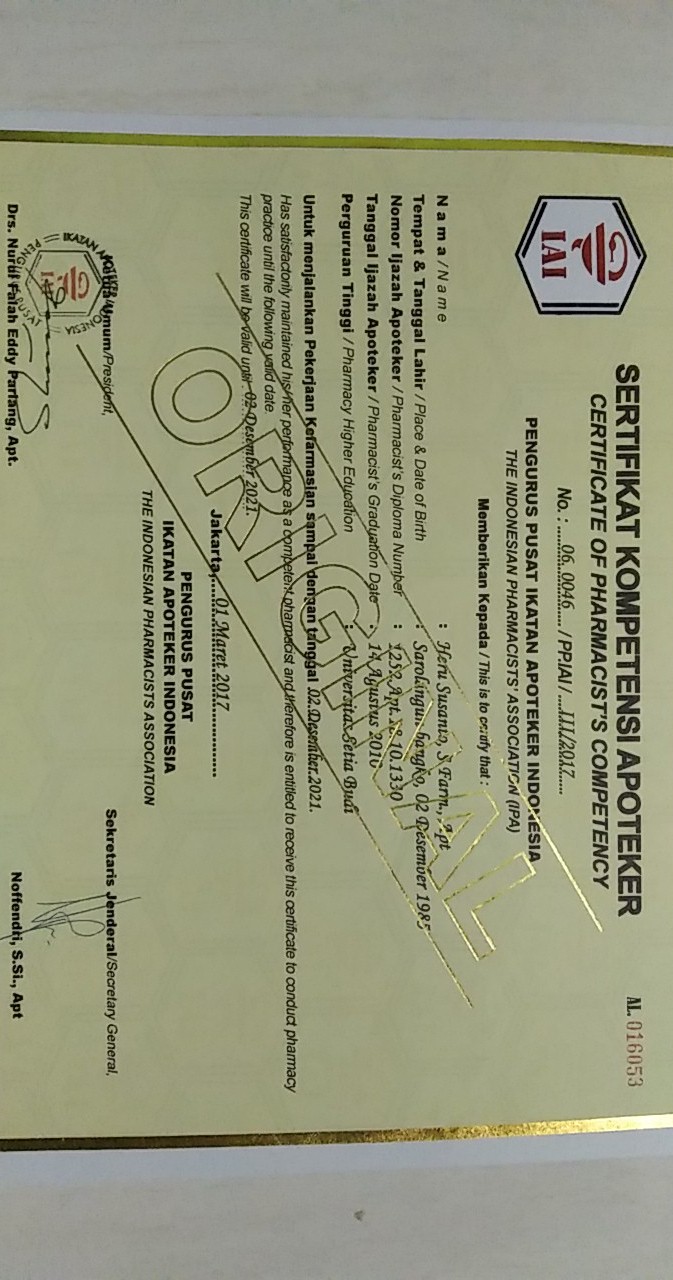 SERTIFIKAT KOMPETENSI APOTEKER
AL. 016053
CERTIFICATE OF PHARMACIST'S COMPETENCY
No. : 06. 0046 / PP.IAI / III/2017
IAI
PENGURUS PUSAT IKATAN APOTEKER INDONESIA
THE INDONESIAN PHARMACISTS' ASSOCIATION (IPA)
Memberikan Kepada / This is to certify that :
Nama / Name : Heru Susanto, S Farm., Apt
Tempat & Tanggal Lahir / Place & Date of Birth : Sarolangun bangko, 02 Desember 1985
Nomor Ijazah Apoteker / Pharmacist's Diploma Number : 1252.Apt.18.10.1330
Tanggal Ijazah Apoteker / Pharmacist's Graduation Date : 14 Agustus 2010
Perguruan Tinggi / Pharmacy Higher Education : Universitas Setia Budi
Untuk menjalankan Pekerjaan Kefarmasian sampai dengan tanggal 02 Desember 2021.
Has satisfactorily maintained his/her performance as a competent pharmacist and therefore is entitled to receive this certificate to conduct pharmacy
practice until the following valid date.
This certificate will be valid until : 02 Desember 2021.
ORIGINAL
Jakarta, 01 Maret 2017
PENGURUS PUSAT
IKATAN APOTEKER INDONESIA
THE INDONESIAN PHARMACISTS ASSOCIATION
Ketua Umum/President,
Sekretaris Jenderal/Secretary General,
IKATAN APOTEKER INDONESIA
IAI
PENGURUS PUSAT
Drs. Nurul Falah Eddy Pariang, Apt.
Noffendri, S.Si., Apt